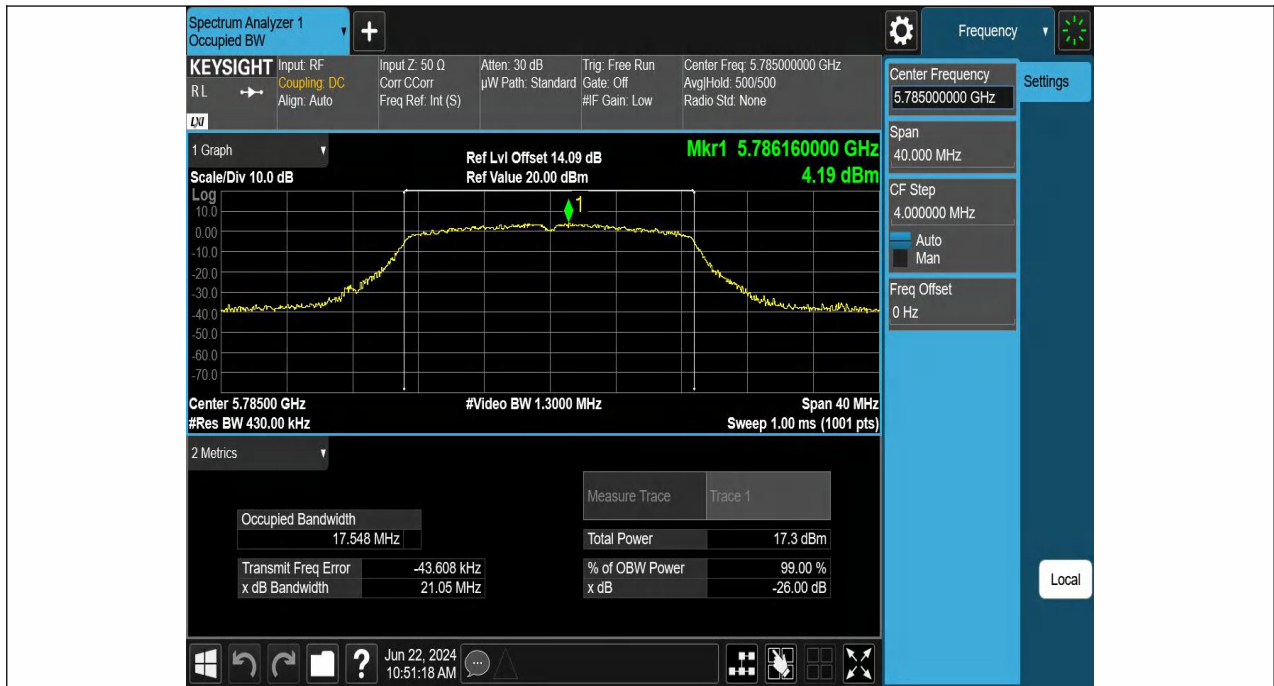 Spectrum Analyzer 1
Occupied BW
+
Frequency
KEYSIGHT
RL
LXI
Input: RF
Coupling: DC
Align: Auto
Input Z: 50 Ω
Corr CCorr
Freq Ref: Int (S)
Atten: 30 dB
µW Path: Standard
Trig: Free Run
Gate: Off
#IF Gain: Low
Center Freq: 5.785000000 GHz
Avg|Hold: 500/500
Radio Std: None
Center Frequency
5.785000000 GHz
Settings
Span
40.000 MHz
CF Step
4.000000 MHz
Auto
Man
Freq Offset
0 Hz
Local
1 Graph
Scale/Div 10.0 dB
Ref Lvl Offset 14.09 dB
Ref Value 20.00 dBm
Mkr1 5.786160000 GHz
4.19 dBm
Log
10.0
0.00
-10.0
-20.0
-30.0
-40.0
-50.0
-60.0
-70.0
1
Center 5.78500 GHz
#Video BW 1.3000 MHz
Span 40 MHz
#Res BW 430.00 kHz
Sweep 1.00 ms (1001 pts)
2 Metrics
Measure Trace Trace 1
Occupied Bandwidth
17.548 MHz
Total Power 17.3 dBm
Transmit Freq Error -43.608 kHz
% of OBW Power 99.00 %
x dB Bandwidth 21.05 MHz
x dB -26.00 dB
?
Jun 22, 2024
10:51:18 AM